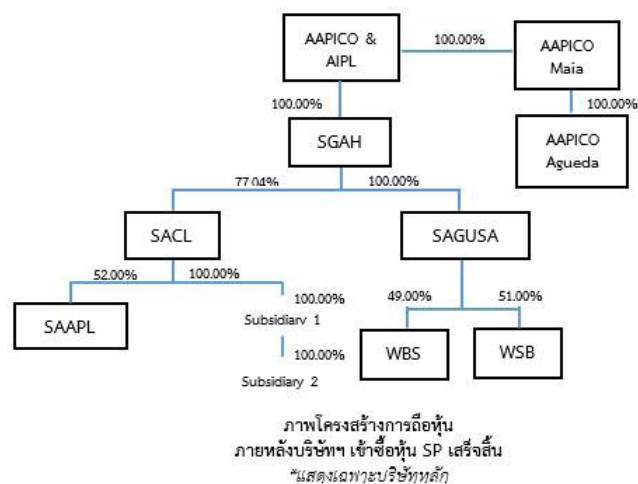 AAPICO &
AIPL
100.00%
AAPICO
Maia
100.00%
100.00%
SGAH
AAPICO
Agueda
77.04%
100.00%
SACL
SAGUSA
52.00%
100.00%
SAAPL
100.00%
Subsidiary 1
100.00%
Subsidiary 2
49.00%
51.00%
WBS
WSB
ภาพโครงสร้างการถือหุ้น
ภายหลังบริษัทฯ เข้าซื้อหุ้น SP เสร็จสิ้น
*แสดงเฉพาะบริษัทหลัก